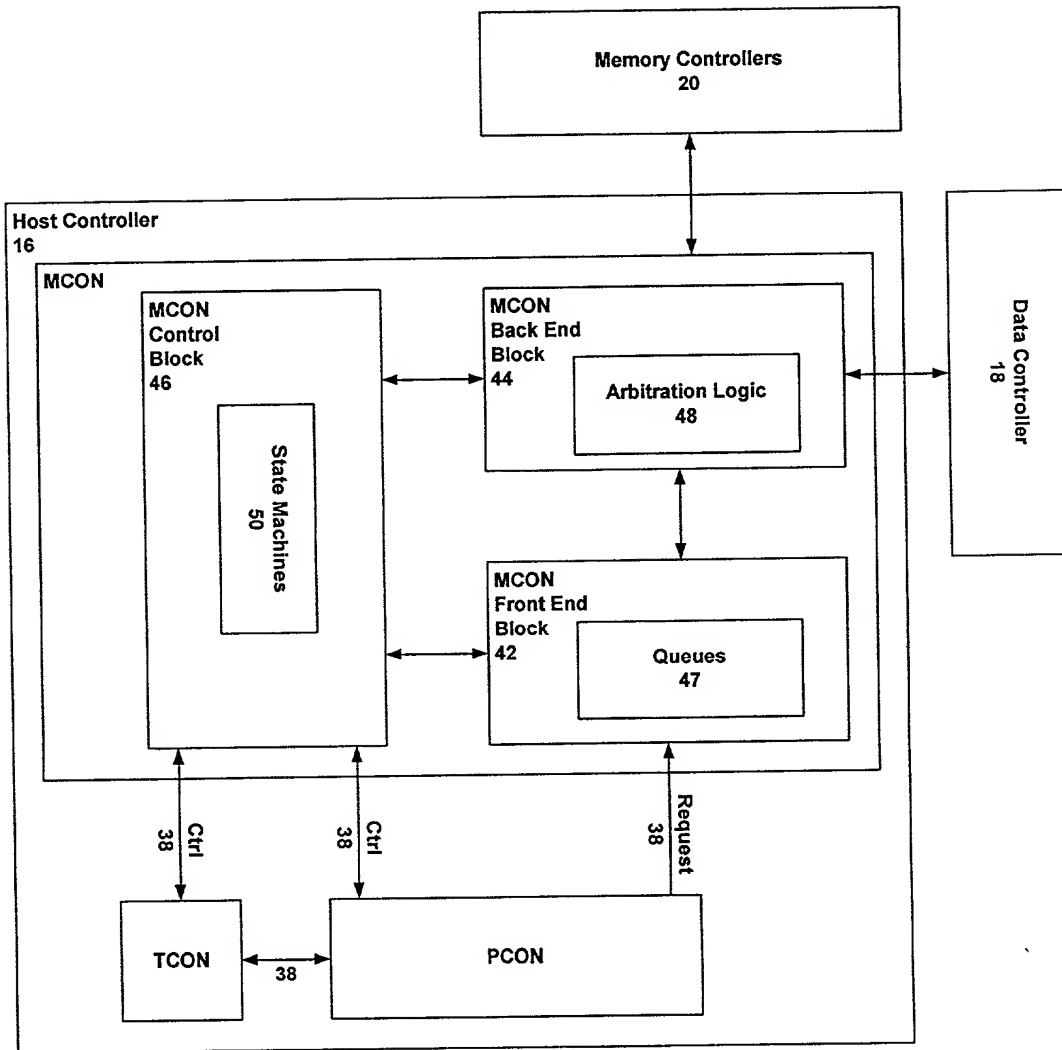 Memory Controllers
20
Host Controller
16
MCON
MCON
Control
Block
46
State Machines
50
MCON
Back End
Block
44
Arbitration Logic
48
Data Controller
18
MCON
Front End
Block
42
Queues
47
Ctrl
38
Ctrl
38
Request
38
TCON
38
PCON